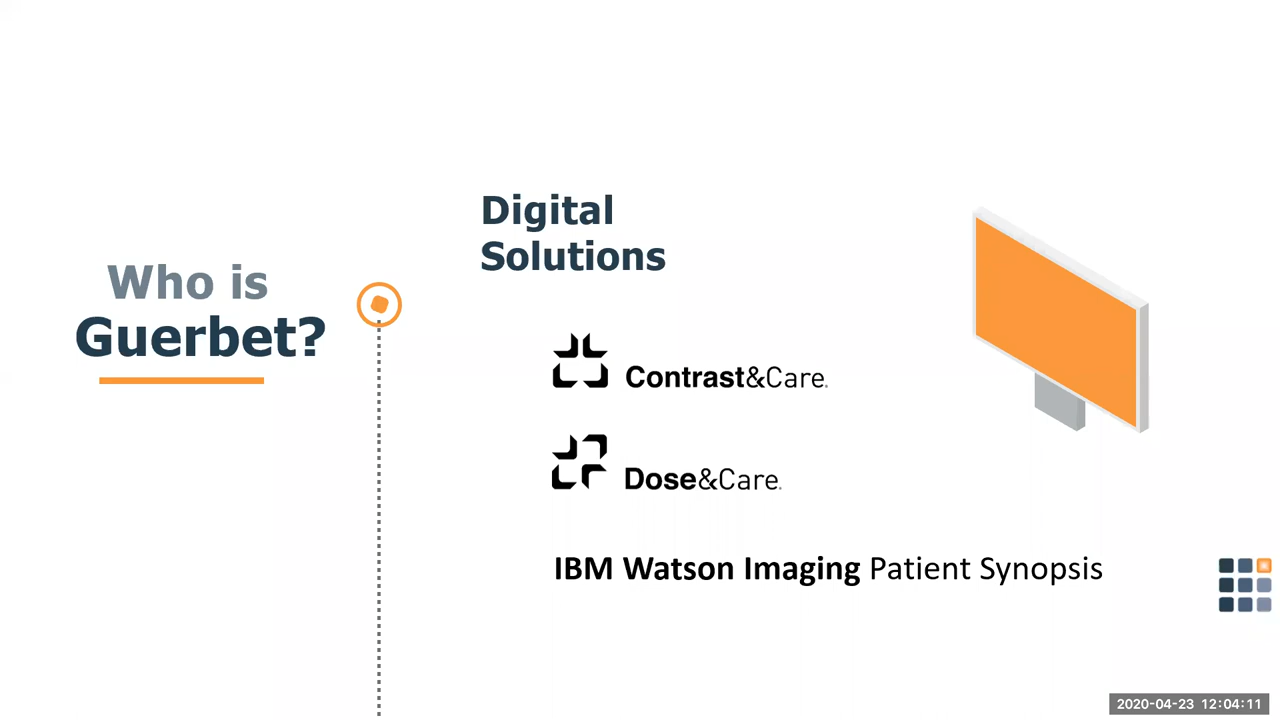 Who is
Guerbet?
Digital
Solutions
Contrast&Care.
Dose&Care.
IBM Watson Imaging Patient Synopsis
2020-04-23 12:04:11